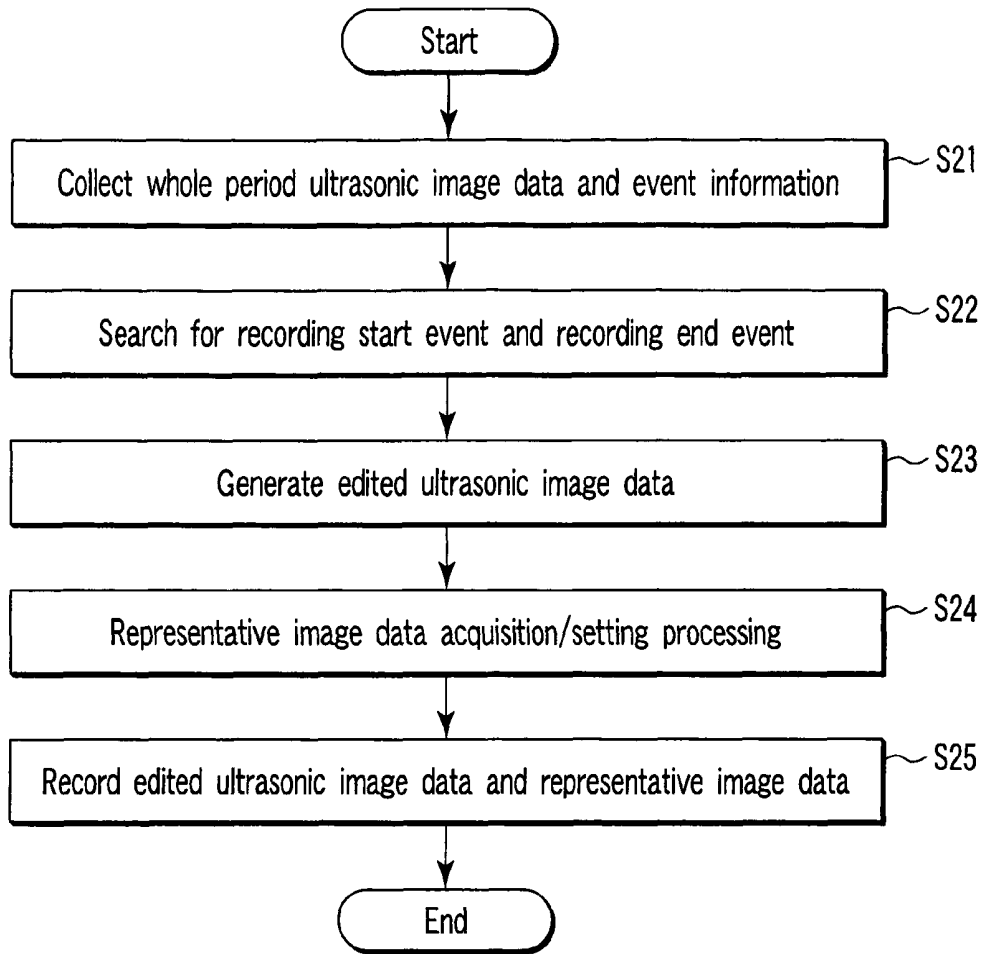 Start
Collect whole period ultrasonic image data and event information
S21
Search for recording start event and recording end event
S22
Generate edited ultrasonic image data
S23
Representative image data acquisition/setting processing
S24
Record edited ultrasonic image data and representative image data
S25
End